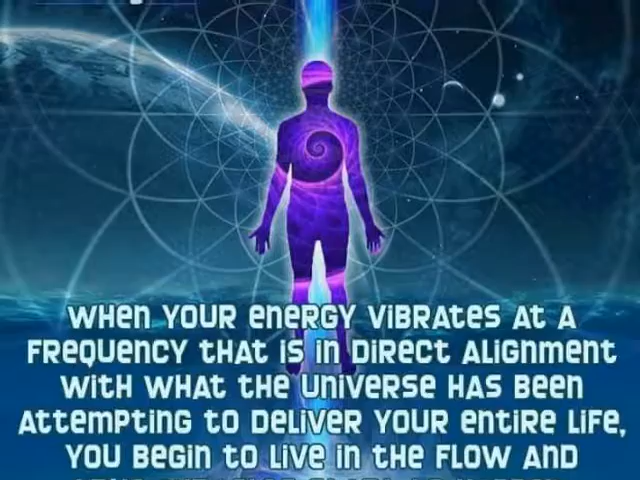 WHEN YOUR ENERGY VIBRATES AT A
FREQUENCY THAT IS IN DIRECT ALIGNMENT
WITH WHAT THE UNIVERSE HAS BEEN
ATTEMPTING TO DELIVER YOUR ENTIRE LIFE,
YOU BEGIN TO LIVE IN THE FLOW AND